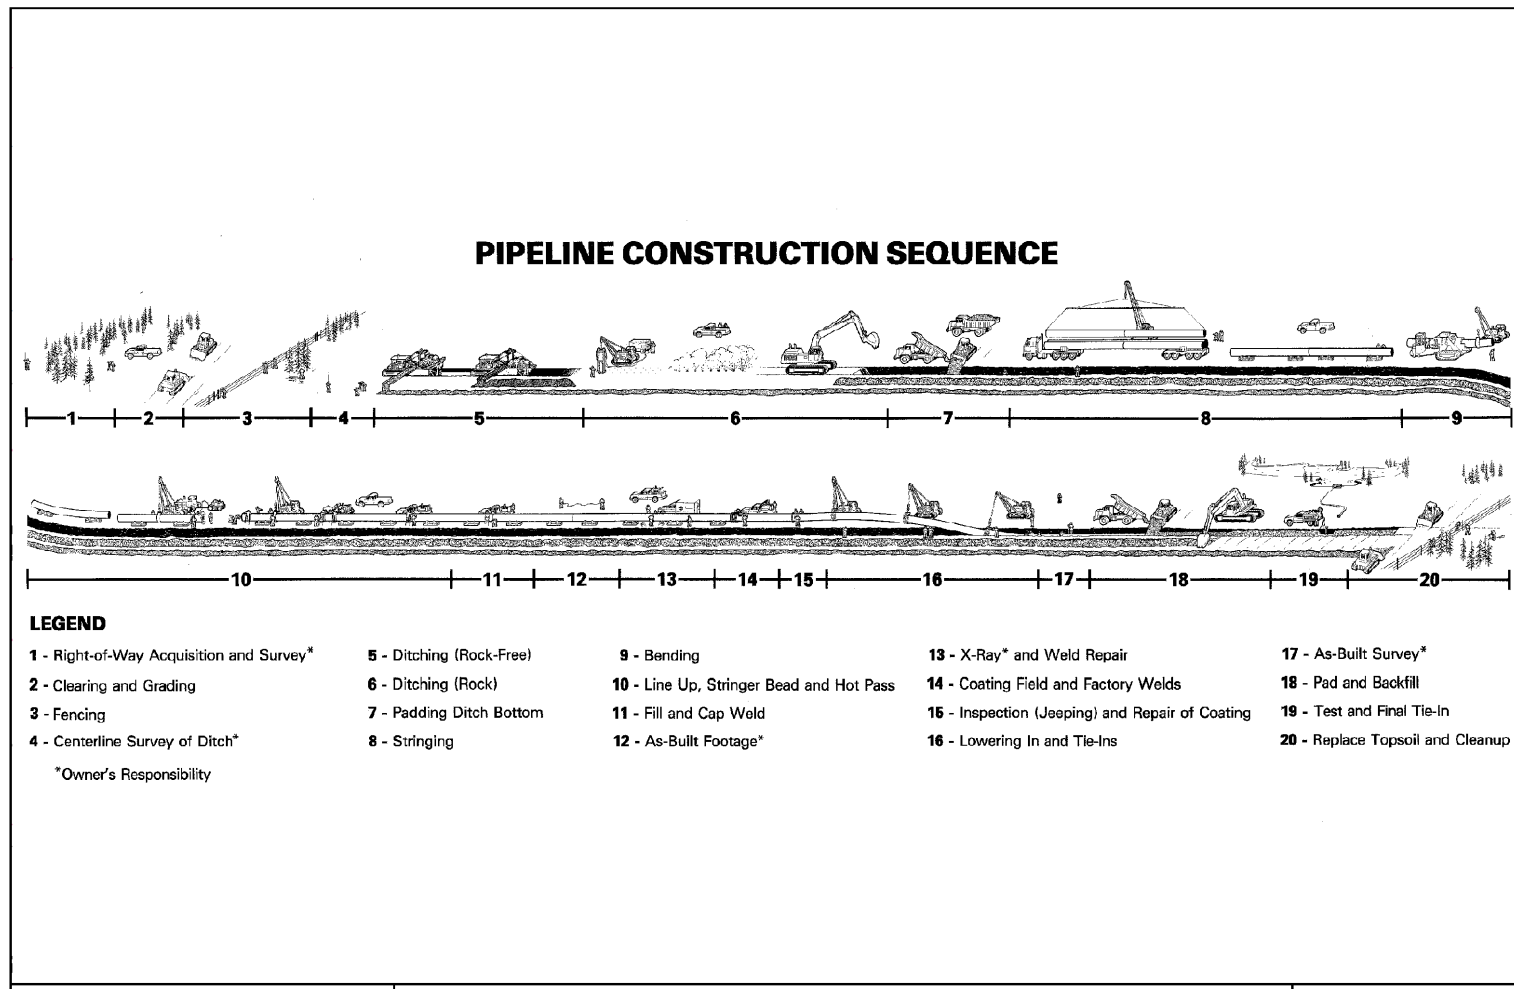 PIPELINE CONSTRUCTION SEQUENCE
1 2 3 4 5 6 7 8 9
10 11 12 13 14 15 16 17 18 19 20
LEGEND
1 - Right-of-Way Acquisition and Survey*
2 - Clearing and Grading
3 - Fencing
4 - Centerline Survey of Ditch*
*Owner's Responsibility
5 - Ditching (Rock-Free)
6 - Ditching (Rock)
7 - Padding Ditch Bottom
8 - Stringing
9 - Bending
10 - Line Up, Stringer Bead and Hot Pass
11 - Fill and Cap Weld
12 - As-Built Footage*
13 - X-Ray* and Weld Repair
14 - Coating Field and Factory Welds
15 - Inspection (Jeeping) and Repair of Coating
16 - Lowering In and Tie-Ins
17 - As-Built Survey*
18 - Pad and Backfill
19 - Test and Final Tie-In
20 - Replace Topsoil and Cleanup